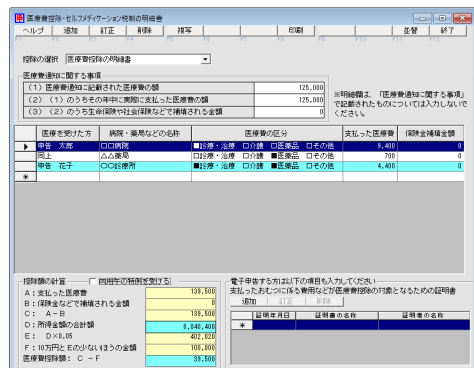 医療費控除・セルフメディケーション税制の明細書
ヘルプ 追加 訂正 削除 複写 印刷 並替 終了
控除の選択 医療費控除の明細書
医療費通知に関する事項
(1) 医療費通知に記載された医療費の額 125,000
(2) (1) のうちその年中に実際に支払った医療費の額 125,000
(3) (2) のうち生命保険や社会保険などで補填される金額 0
※明細欄は、「医療費通知に関する事項」
で記載されたものについては入力しないで
ください。
医療を受けた方 病院・薬局などの名称 医療費の区分 支払った医療費 保険金補填金額
申告 太郎 □□病院 ■診療・治療 □介護 ■医薬品 □その他 9,400 0
同上 △△薬局 □診療・治療 □介護 ■医薬品 □その他 700 0
申告 花子 ○○診療所 ■診療・治療 □介護 □医薬品 □その他 4,400 0
控除額の計算 □ 四用年の特例を受ける
A：支払った医療費 139,500
B：保険金などで補填される金額 0
C： A－B 139,500
D：所得金額の合計額 8,040,400
E： D×0.05 402,020
F：10万円とEの少ないほうの金額 100,000
医療費控除額： C － F 39,500
電子申告する方は以下の項目も入力してください
支払ったおむつに係る費用などが医療費控除の対象となるための証明書
追加 訂正 削除
証明年月日 証明書の名称 証明者の名称